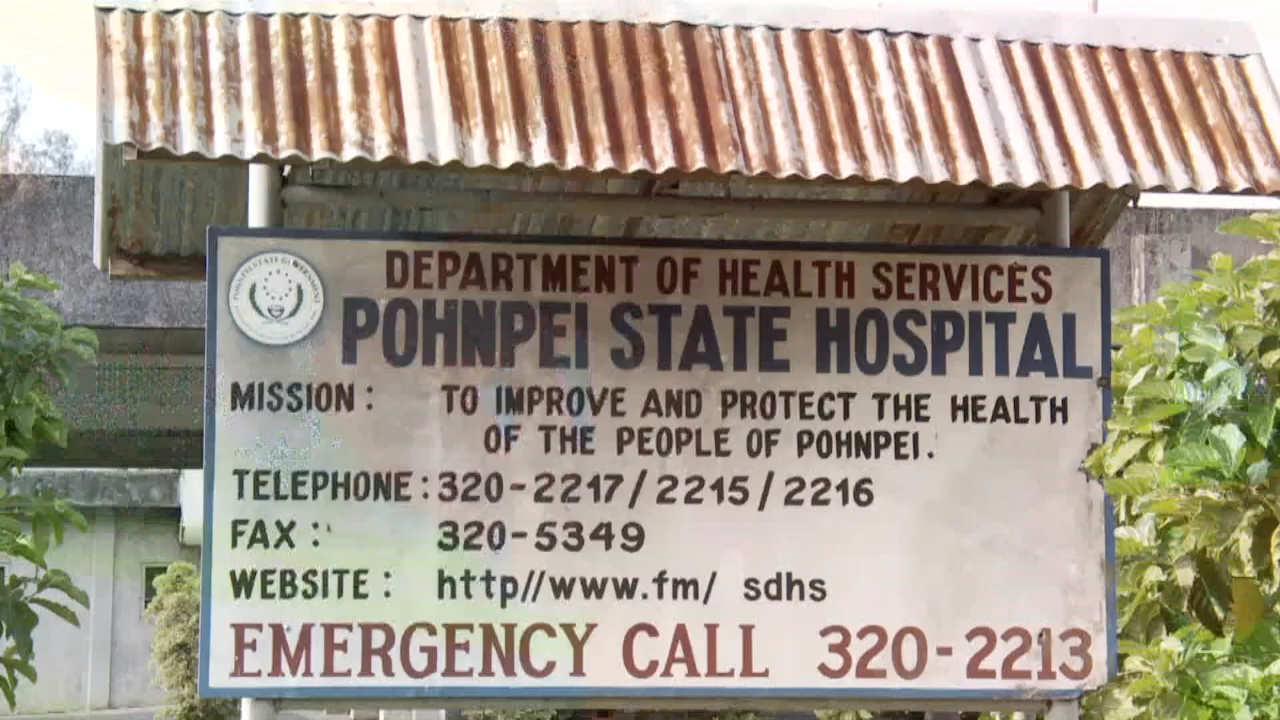 DEPARTMENT OF HEALTH SERVICES
POHNPEI STATE HOSPITAL
MISSION : TO IMPROVE AND PROTECT THE HEALTH
OF THE PEOPLE OF POHNPEI.
TELEPHONE : 320-2217/2215/2216
FAX : 320-5349
WEBSITE : http//www.fm/ sdhs
EMERGENCY CALL 320-2213